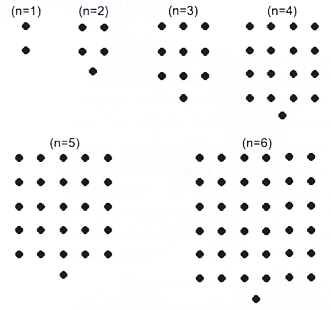 (n=1) (n=2) (n=3) (n=4)
(n=5) (n=6)